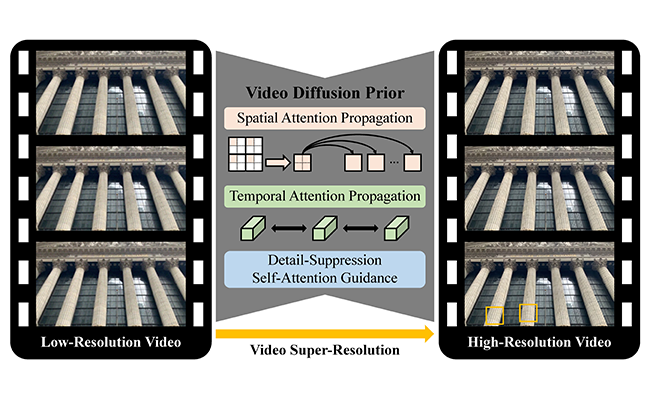 Video Diffusion Prior
Spatial Attention Propagation
...
Temporal Attention Propagation
Detail-Suppression
Self-Attention Guidance
Low-Resolution Video
Video Super-Resolution
High-Resolution Video